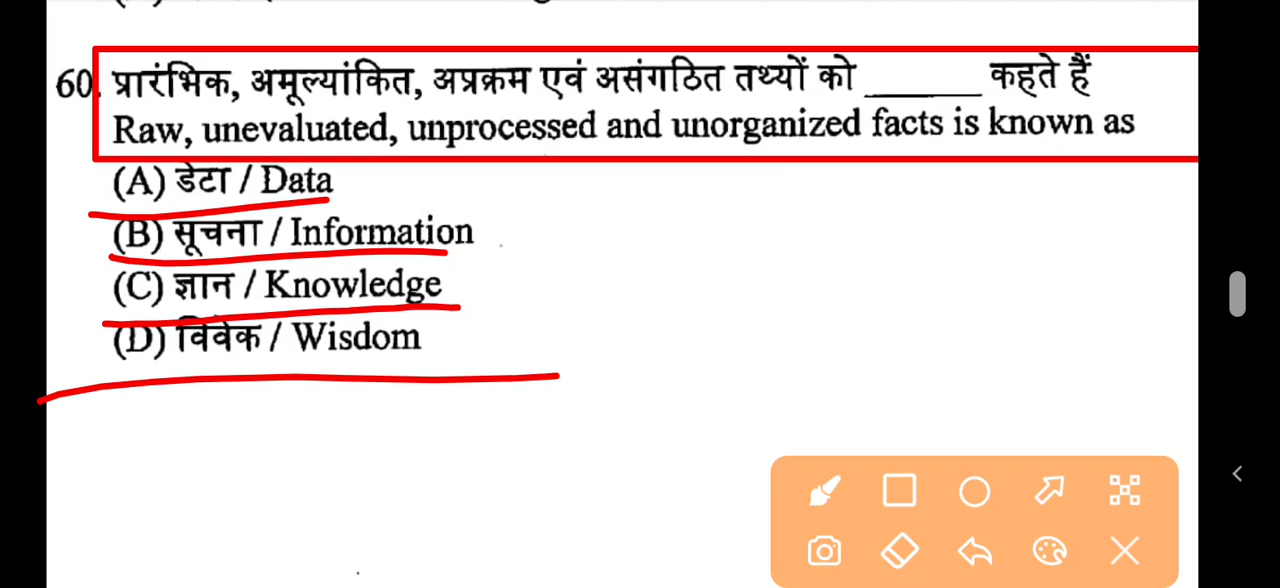 60. प्रारंभिक, अमूल्यांकित, अप्रक्रम एवं असंगठित तथ्यों को ______ कहते हैं
Raw, unevaluated, unprocessed and unorganized facts is known as
(A) डेटा / Data
(B) सूचना / Information
(C) ज्ञान / Knowledge
(D) विवेक / Wisdom